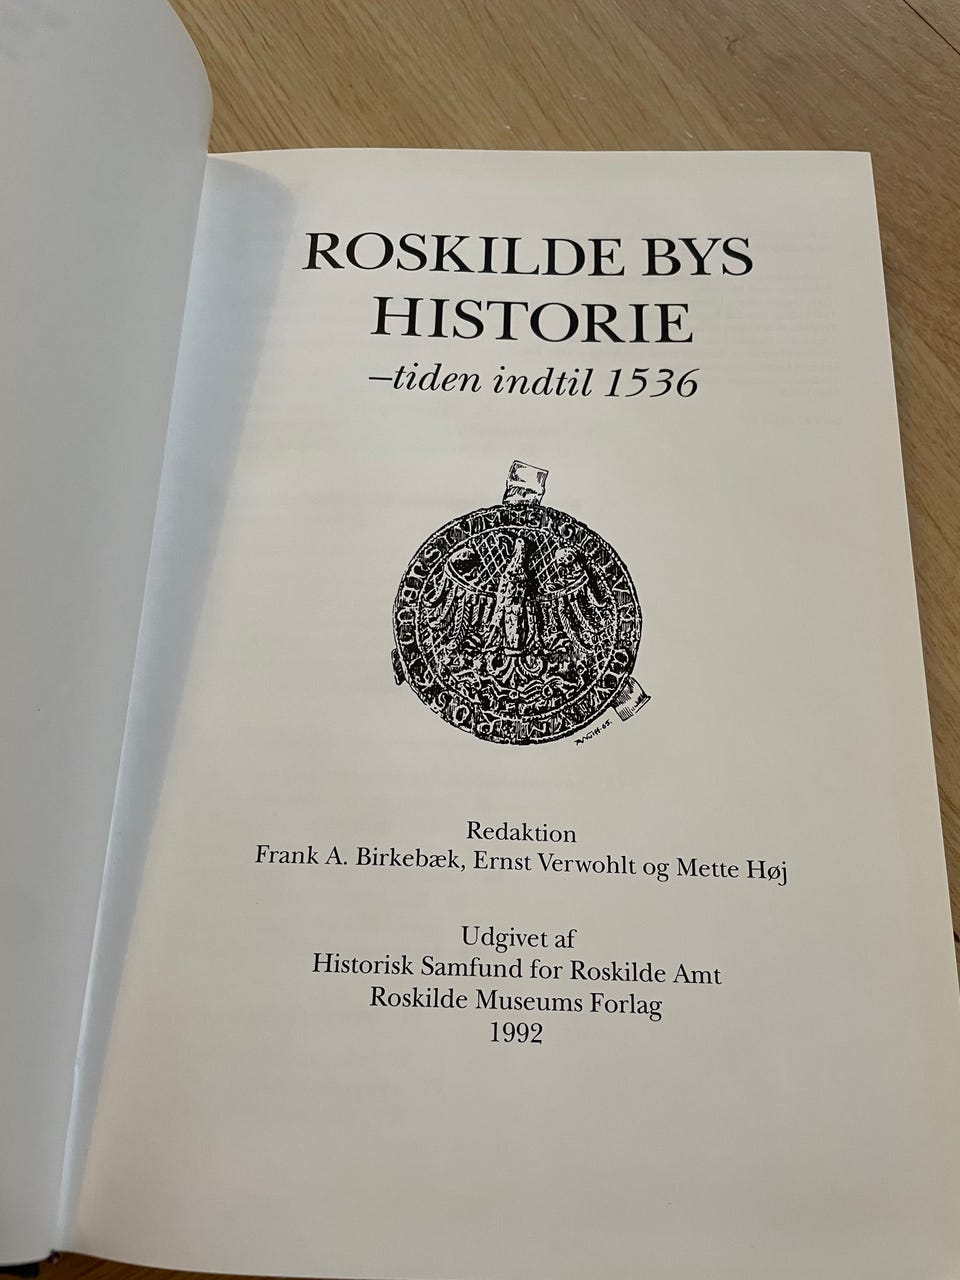 ROSKILDE BYS
HISTORIE
–tiden indtil 1536
Redaktion
Frank A. Birkebæk, Ernst Verwohlt og Mette Høj
Udgivet af
Historisk Samfund for Roskilde Amt
Roskilde Museums Forlag
1992